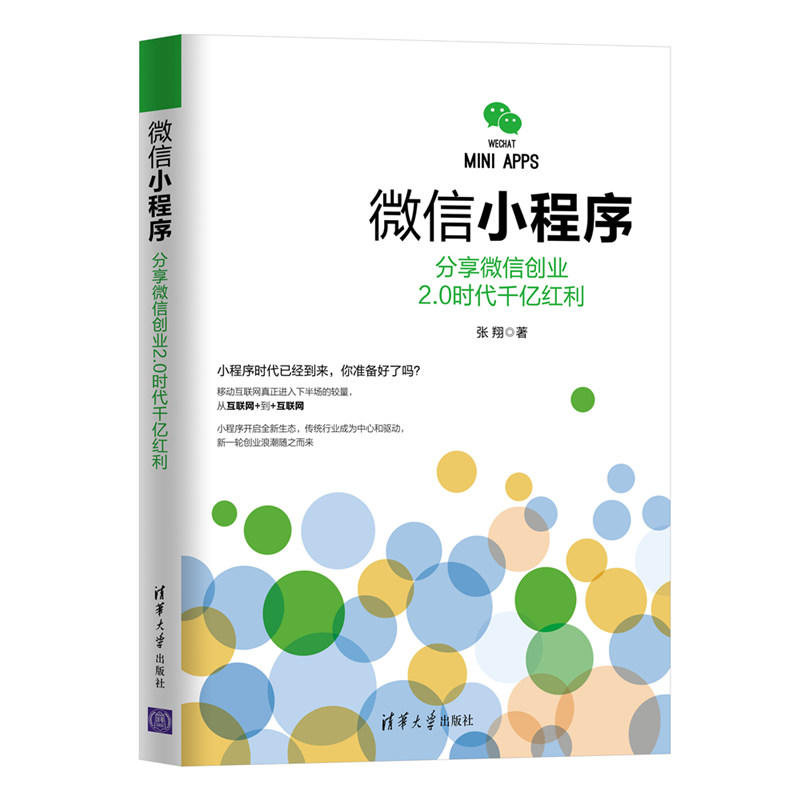 微信小程序
分享微信创业2.0时代千亿红利
清华大学出版社
WECHAT
MINI APPS
微信小程序
分享微信创业
2.0时代千亿红利
张 翔◎著
小程序时代已经到来，你准备好了吗？
移动互联网真正进入下半场的较量，
从互联网+到+互联网
小程序开启全新生态，传统行业成为中心和驱动，
新一轮创业浪潮随之而来
清华大学出版社